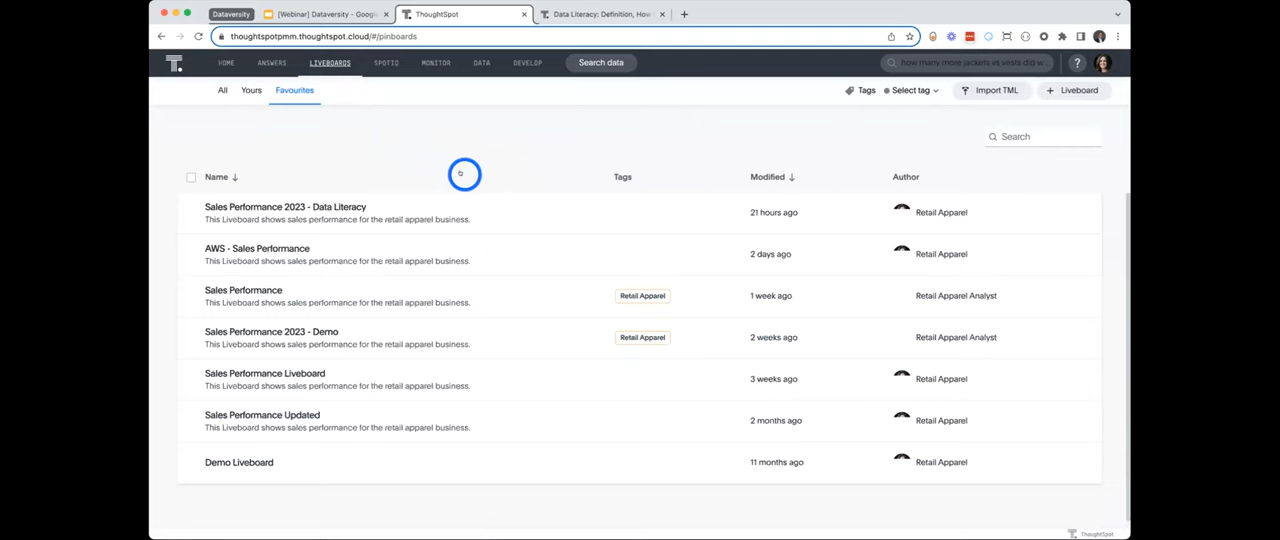 Dataversity
[Webinar] Dataversity - Google
ThoughtSpot
Data Literacy: Definition, How
thoughtspotpmm.thoughtspot.cloud/#/pinboards
HOME ANSWERS LIVEBOARDS SPOTIQ MONITOR DATA DEVELOP Search data how many more jackets vs vests did w...
All Yours Favourites Tags Select tag Import TML + Liveboard
Search
Name Tags Modified Author
Sales Performance 2023 - Data Literacy
This Liveboard shows sales performance for the retail apparel business.
21 hours ago Retail Apparel
AWS - Sales Performance
This Liveboard shows sales performance for the retail apparel business.
2 days ago Retail Apparel
Sales Performance
This Liveboard shows sales performance for the retail apparel business.
Retail Apparel 1 week ago Retail Apparel Analyst
Sales Performance 2023 - Demo
This Liveboard shows sales performance for the retail apparel business.
Retail Apparel 2 weeks ago Retail Apparel Analyst
Sales Performance Liveboard
This Liveboard shows sales performance for the retail apparel business.
3 weeks ago Retail Apparel
Sales Performance Updated
This Liveboard shows sales performance for the retail apparel business.
2 months ago Retail Apparel
Demo Liveboard 11 months ago Retail Apparel
ThoughtSpot